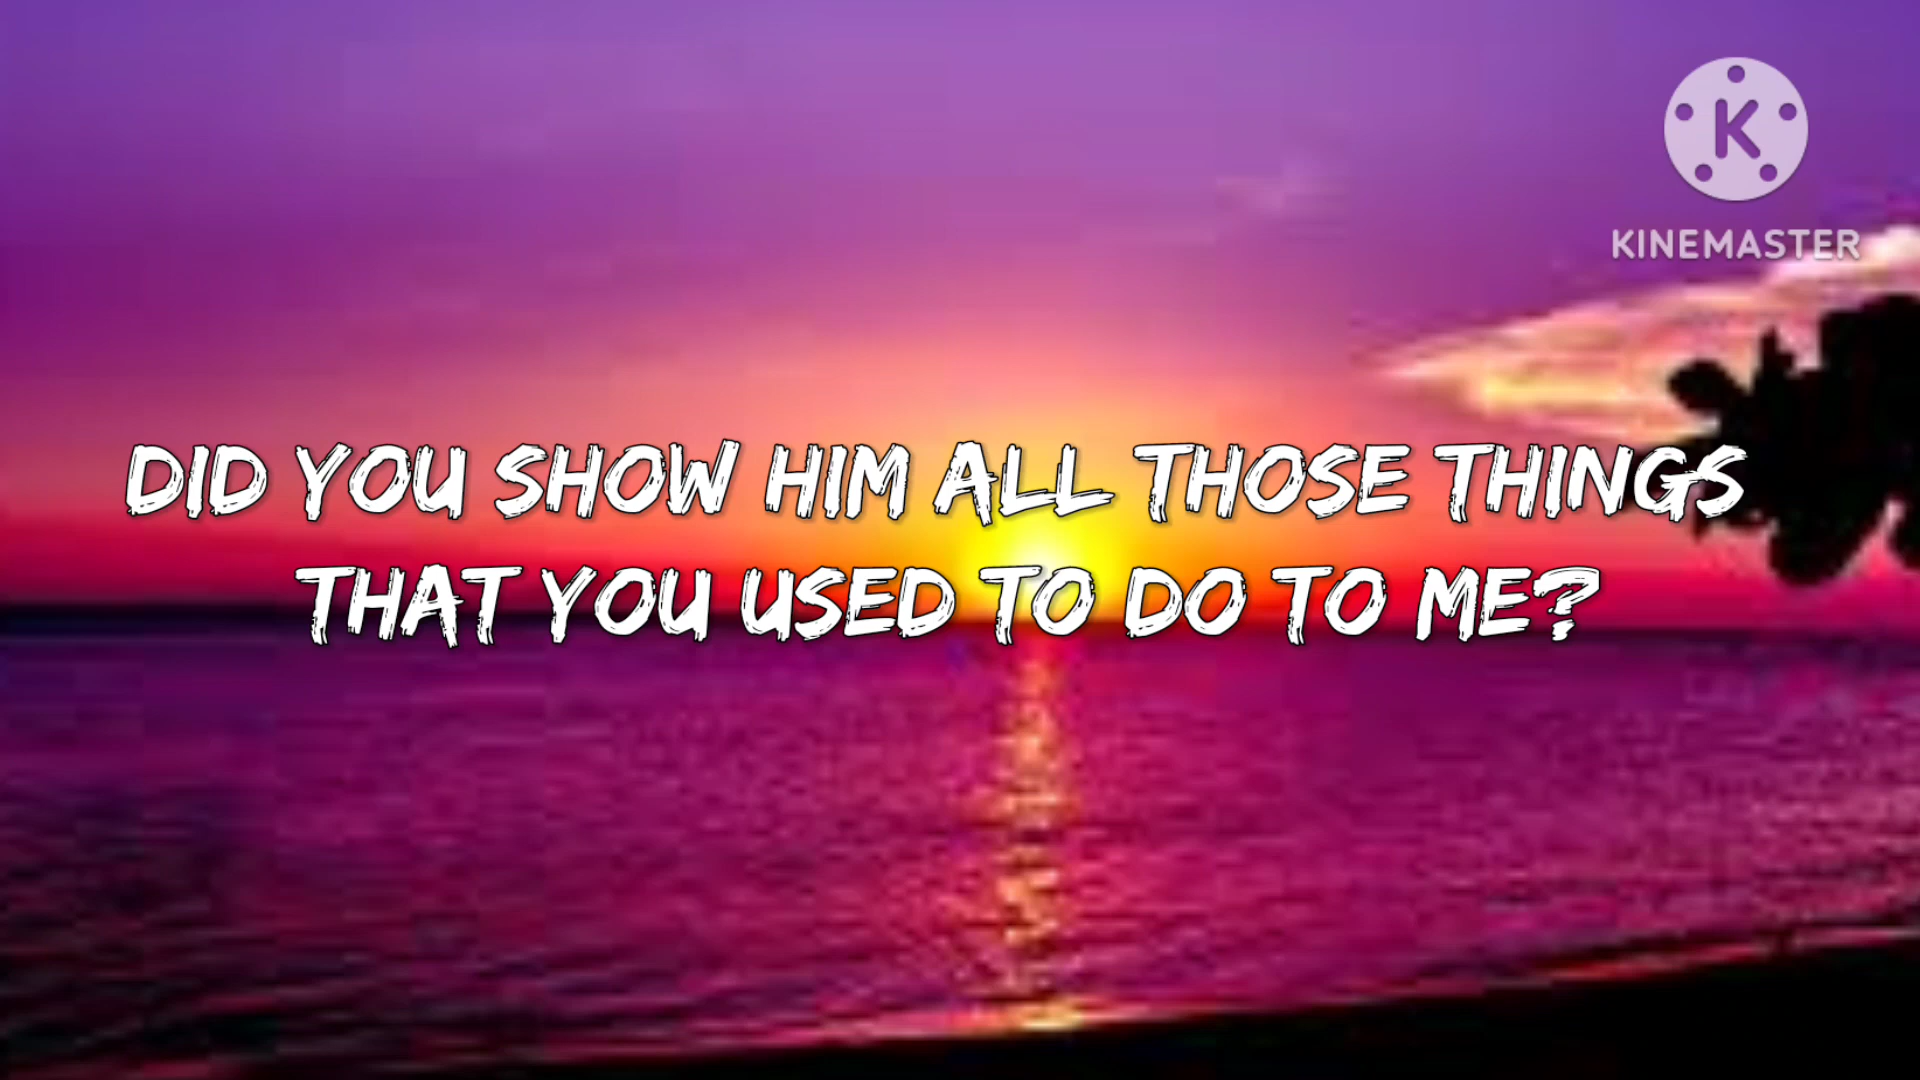 K
KINEMASTER
DID YOU SHOW HIM ALL THOSE THINGS
THAT YOU USED TO DO TO ME?